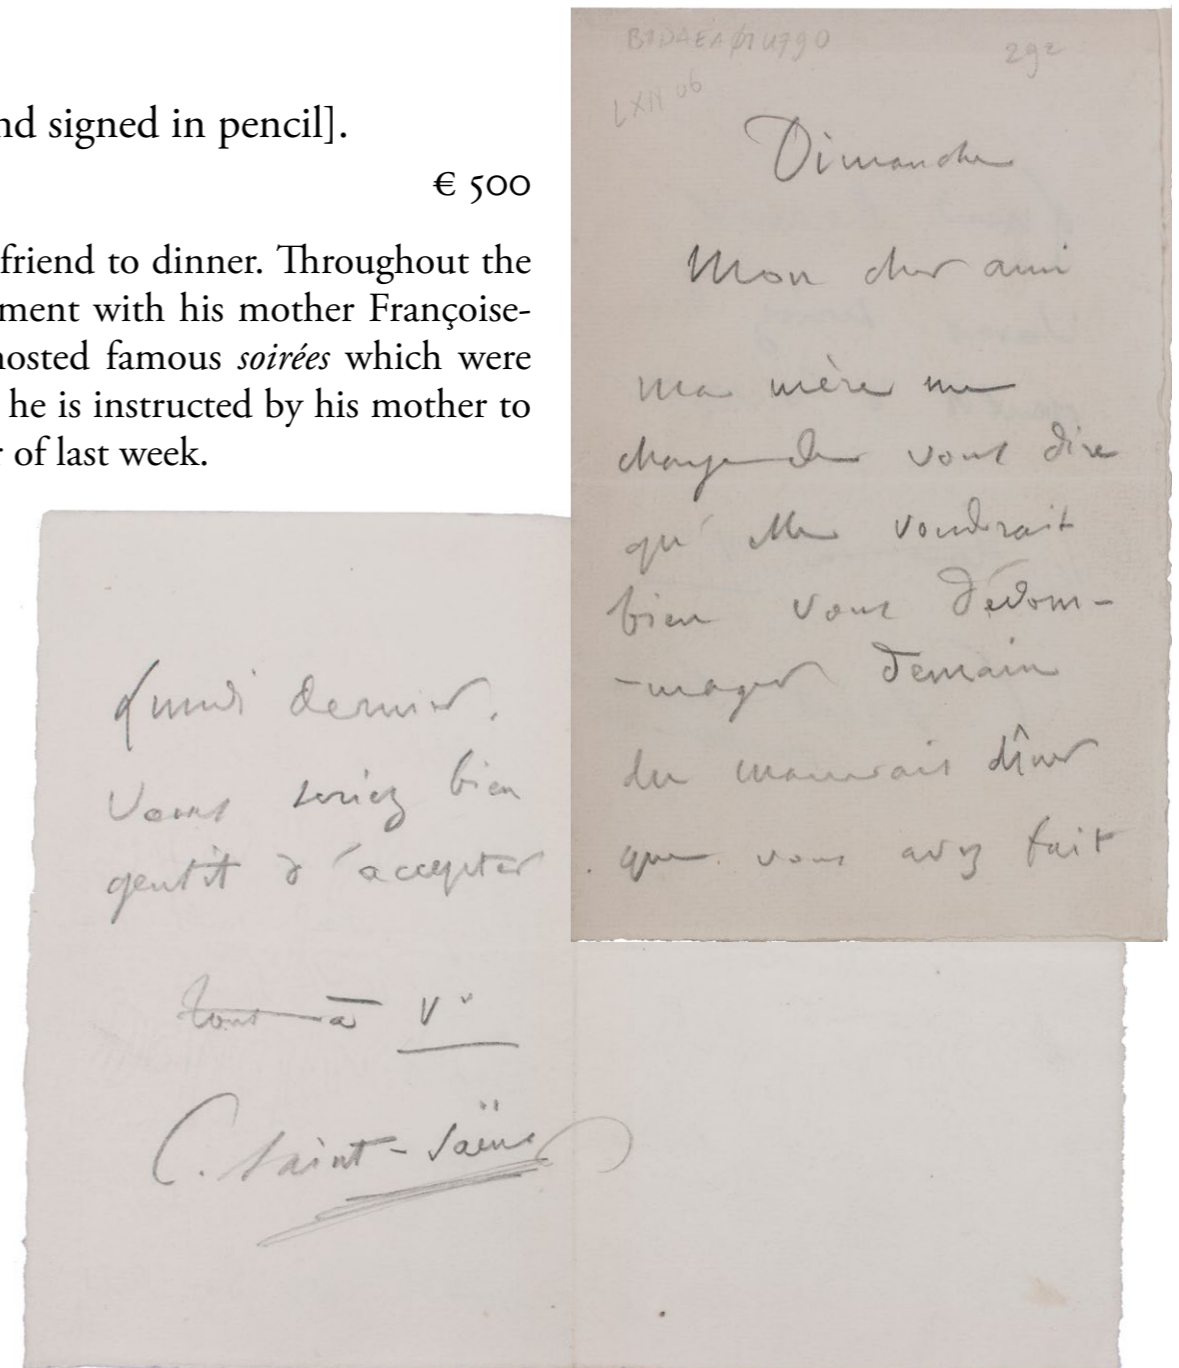 nd signed in pencil].
€ 500
friend to dinner. Throughout the
ment with his mother Françoise-
hosted famous soirées which were
he is instructed by his mother to
r of last week.
292
Dimanche
Mon cher ami
ma mère me
charge de vous dire
qu'elle voudrait
bien vous dédom-
-mager demain
du mauvais dîner
que vous avez fait
Lundi dernier.
Vous seriez bien
gentil d'accepter
tout à V
C. Saint-Saëns